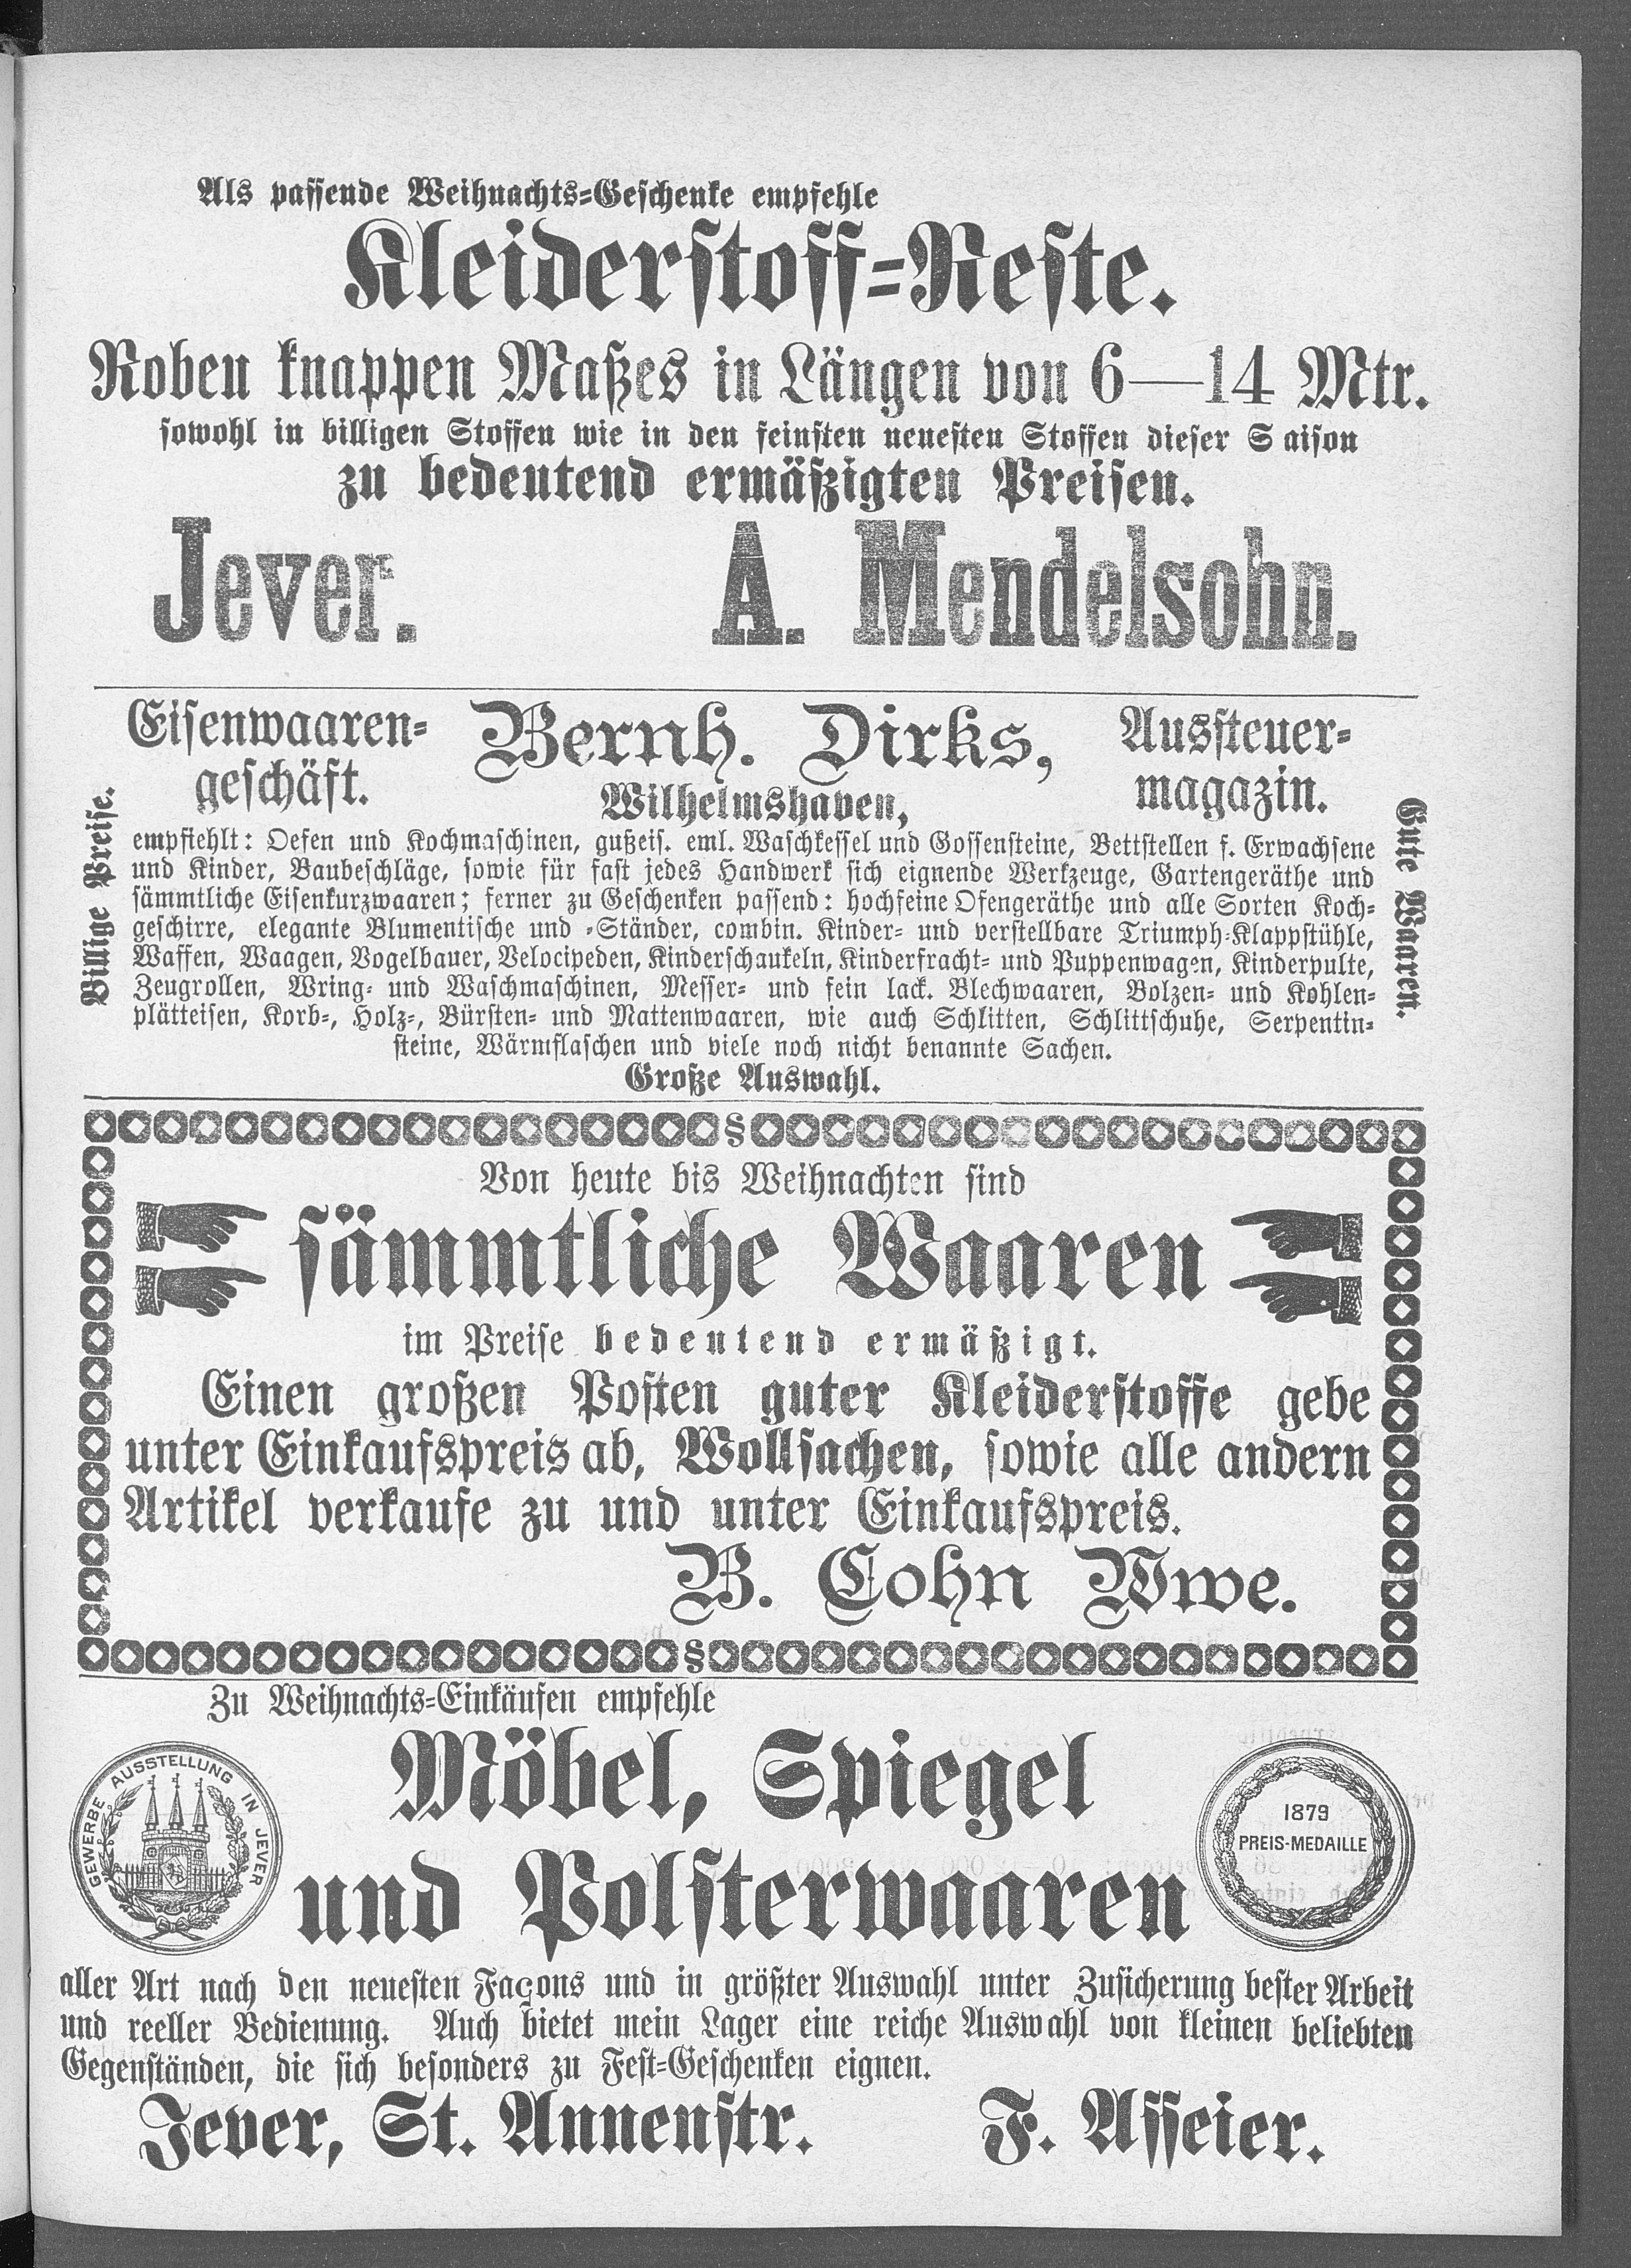 Als passende Weihnachts-Geschenke empfehle
Kleiderstoff-Reste.
Roben knappen Maßes in Längen von 6—14 Mtr.
sowohl in billigen Stoffen wie in den feinsten neuesten Stoffen dieser Saison
zu bedeutend ermäßigten Preisen.
Jever. A. Mendelsohn.
Eisenwaaren-
geschäft.
Bernh. Dirks,
Wilhelmshaven,
Aussteuer-
magazin.
Billige Preise.
empfiehlt: Oefen und Kochmaschinen, gußeis. eml. Waschkessel und Gossensteine, Bettstellen f. Erwachsene
und Kinder, Baubeschläge, sowie für fast jedes Handwerk sich eignende Werkzeuge, Gartengeräthe und
sämmtliche Eisenkurzwaaren; ferner zu Geschenken passend: hochfeine Ofengeräthe und alle Sorten Koch-
geschirre, elegante Blumentische und -Ständer, combin. Kinder- und verstellbare Triumph-Klappstühle,
Waffen, Waagen, Vogelbauer, Velocipeden, Kinderschaukeln, Kinderfracht- und Puppenwagen, Kinderpulte,
Zeugrollen, Wring- und Waschmaschinen, Messer- und fein lack. Blechwaaren, Bolzen- und Kohlen-
plätteisen, Korb-, Holz-, Bürsten- und Mattenwaaren, wie auch Schlitten, Schlittschuhe, Serpentin-
steine, Wärmflaschen und viele noch nicht benannte Sachen.
Große Auswahl.
Gute Waaren.
Von heute bis Weihnachten sind
sämmtliche Waaren
im Preise bedeutend ermäßigt.
Einen großen Posten guter Kleiderstoffe gebe
unter Einkaufspreis ab, Wollsachen, sowie alle andern
Artikel verkaufe zu und unter Einkaufspreis.
B. Cohn Wwe.
Zu Weihnachts-Einkäufen empfehle
Möbel, Spiegel
und Polsterwaaren
GEWERBE AUSSTELLUNG IN JEVER
1879
PREIS-MEDAILLE
aller Art nach den neuesten Façons und in größter Auswahl unter Zusicherung bester Arbeit
und reeller Bedienung. Auch bietet mein Lager eine reiche Auswahl von kleinen beliebten
Gegenständen, die sich besonders zu Fest-Geschenken eignen.
Jever, St. Annenstr. F. Asseier.